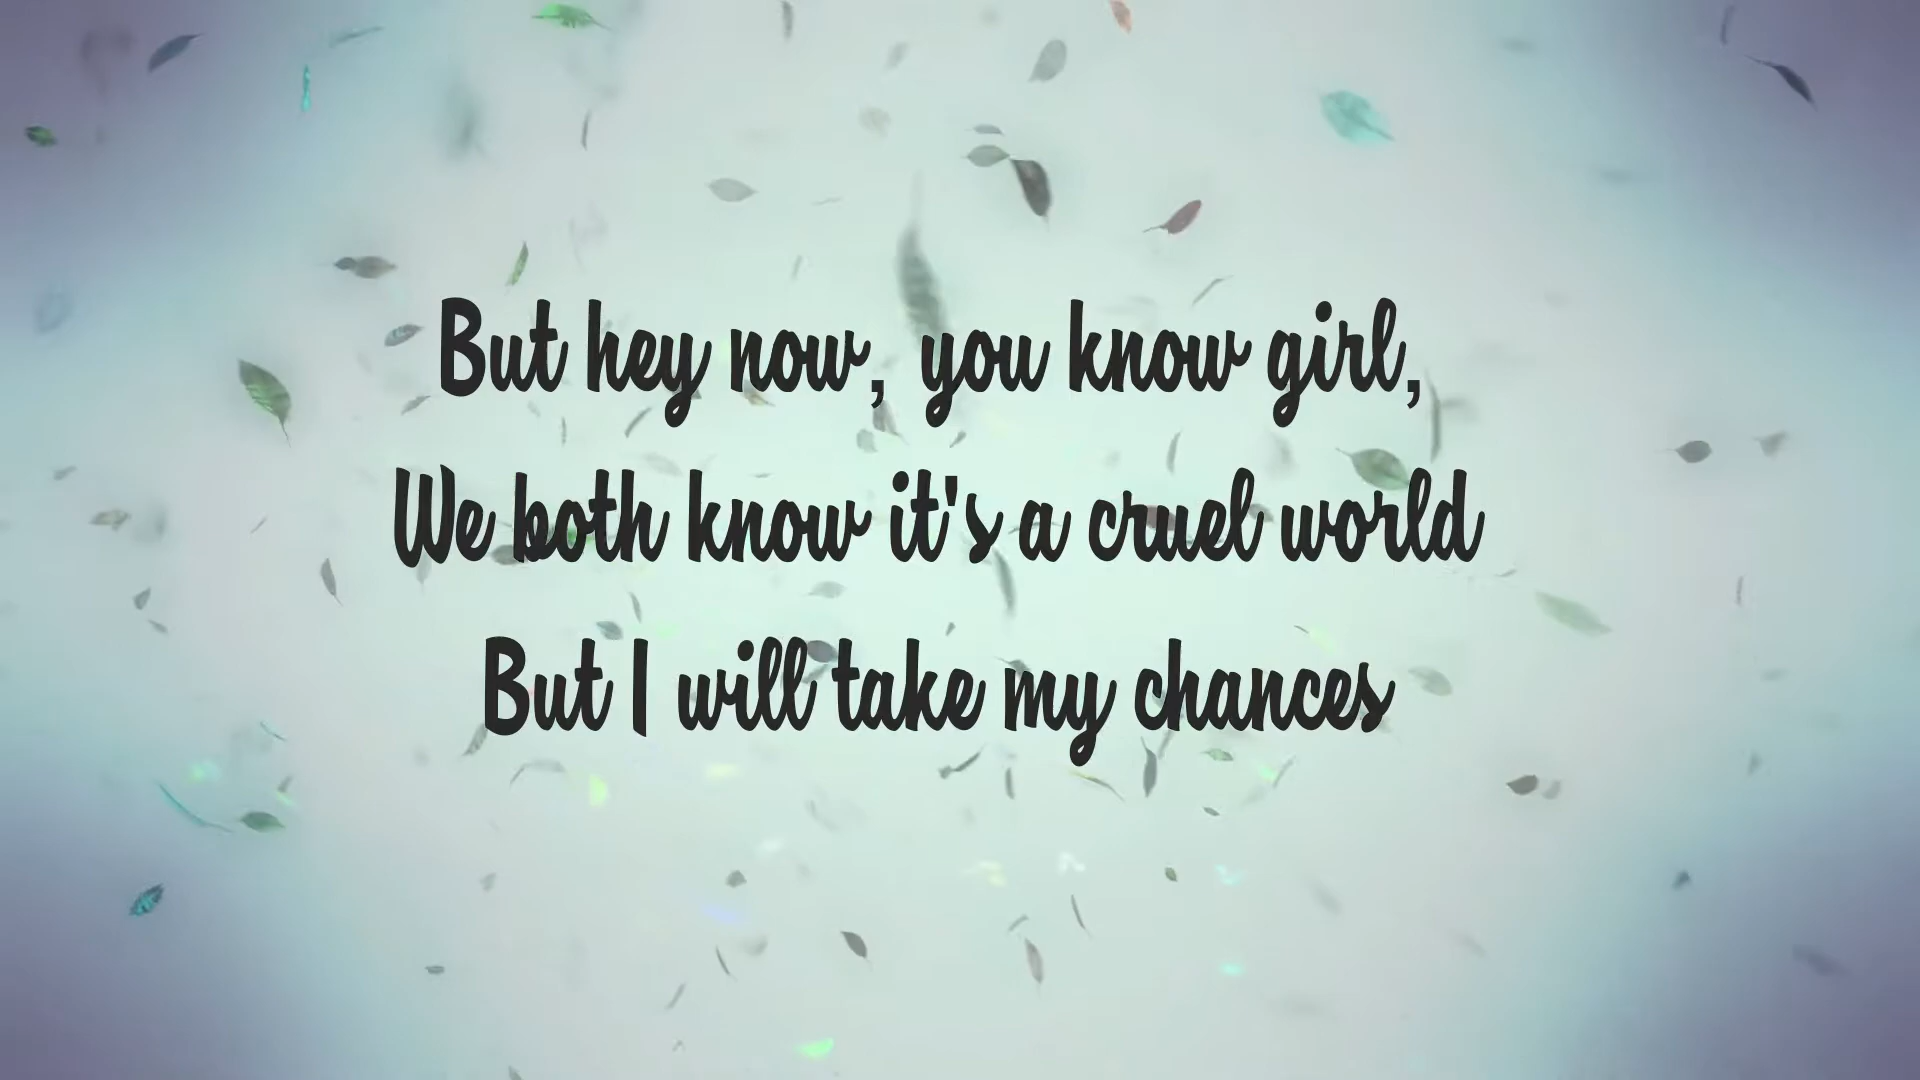 But hey now, you know girl,
We both know it's a cruel world
But I will take my chances